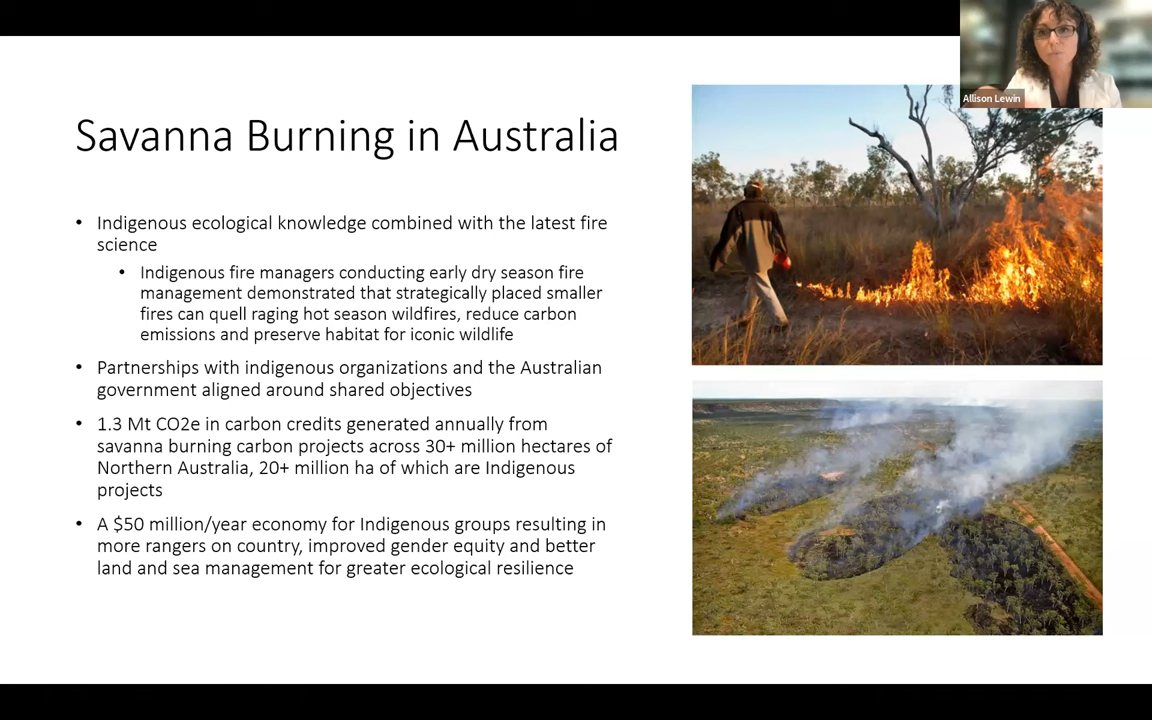 Allison Lewin
Savanna Burning in Australia
• Indigenous ecological knowledge combined with the latest fire
science
• Indigenous fire managers conducting early dry season fire
management demonstrated that strategically placed smaller
fires can quell raging hot season wildfires, reduce carbon
emissions and preserve habitat for iconic wildlife
• Partnerships with indigenous organizations and the Australian
government aligned around shared objectives
• 1.3 Mt CO2e in carbon credits generated annually from
savanna burning carbon projects across 30+ million hectares of
Northern Australia, 20+ million ha of which are Indigenous
projects
• A $50 million/year economy for Indigenous groups resulting in
more rangers on country, improved gender equity and better
land and sea management for greater ecological resilience